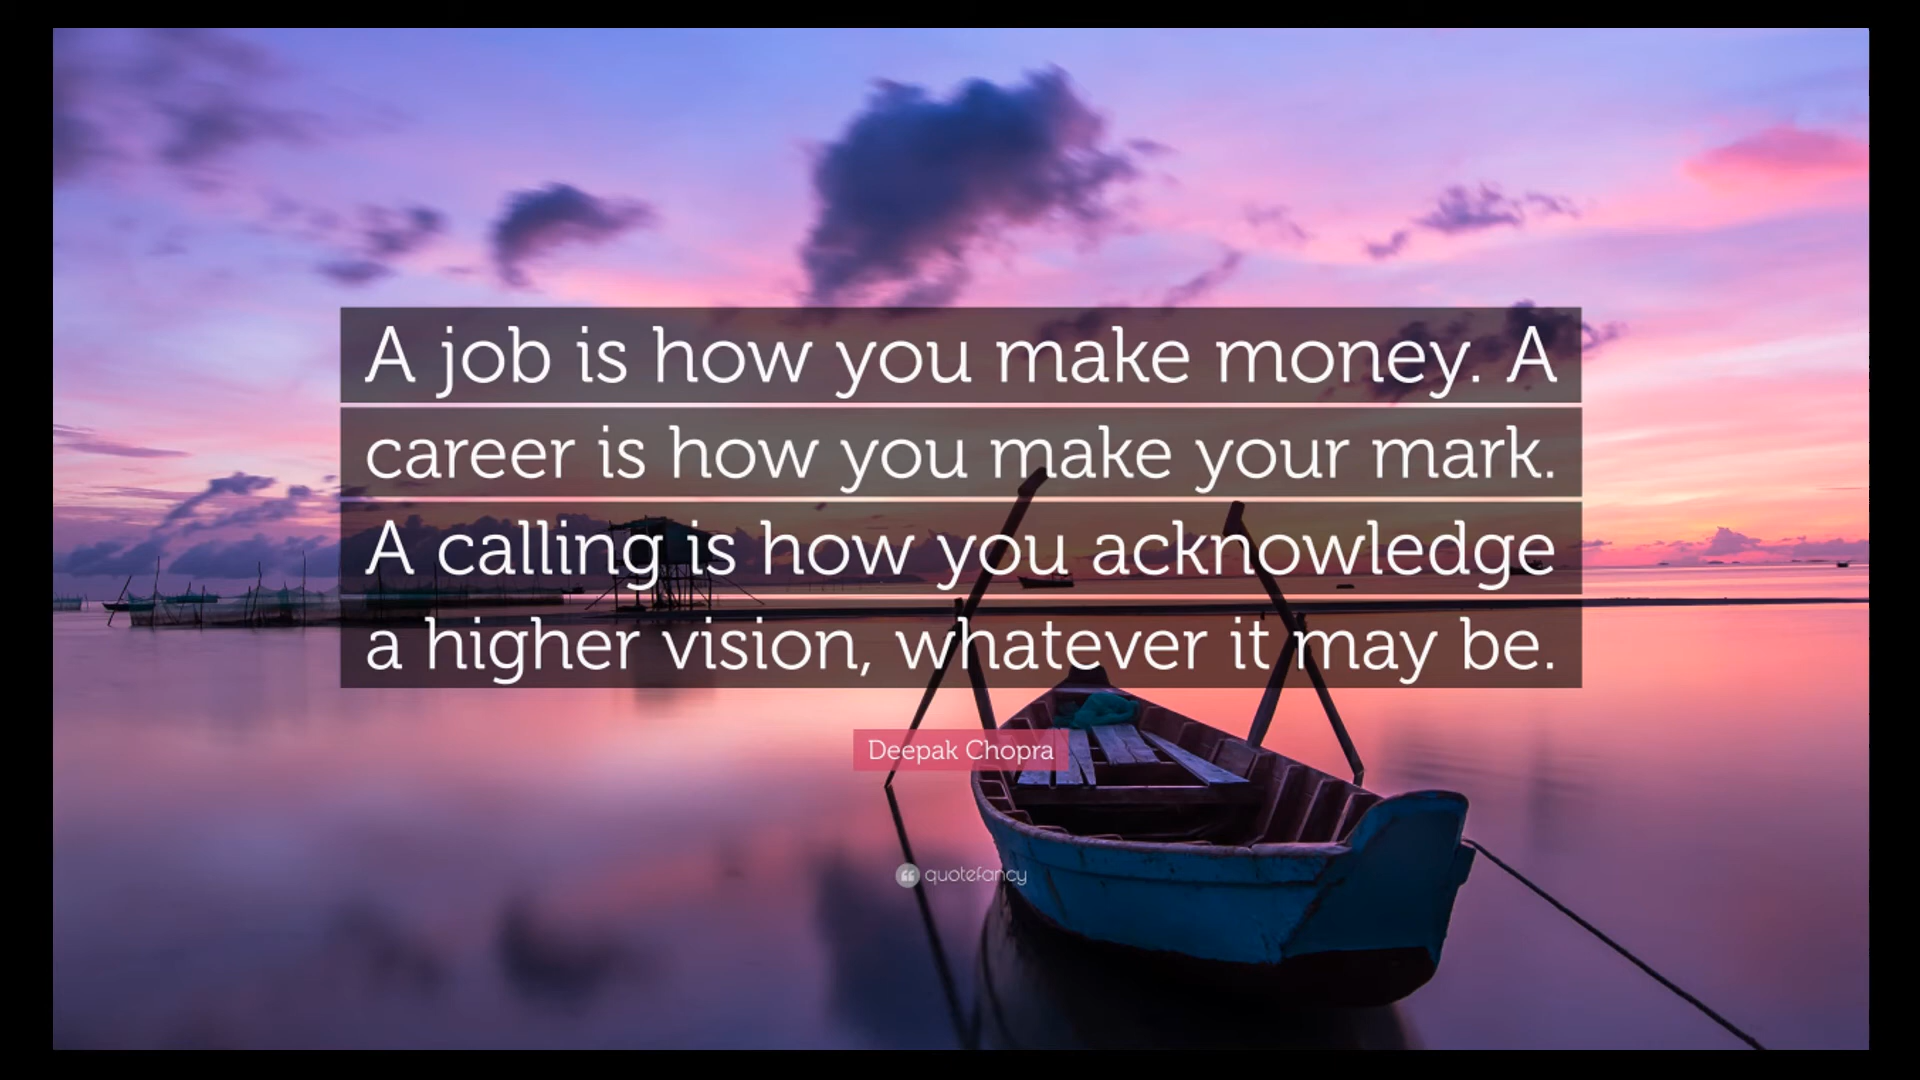 A job is how you make money. A
career is how you make your mark.
A calling is how you acknowledge
a higher vision, whatever it may be.
Deepak Chopra
quotefancy